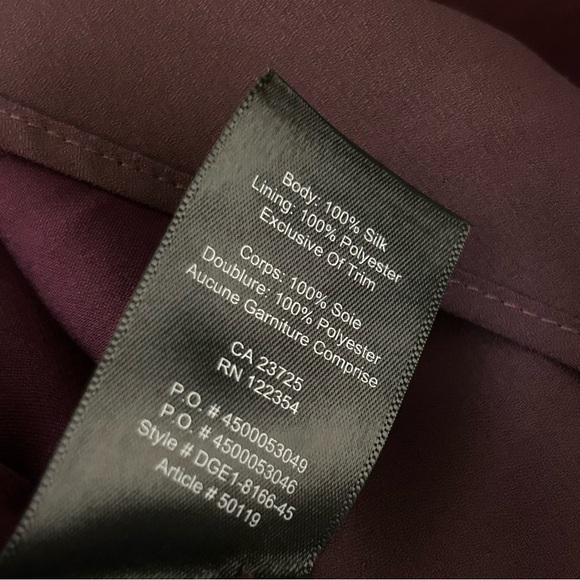 Body: 100% Silk
Lining: 100% Polyester
Exclusive Of Trim
Corps: 100% Soie
Doublure: 100% Polyester
Aucune Garniture Comprise
CA 23725
RN 122354
P.O. # 4500053049
P.O. # 4500053046
Style # DGE1-8166-45
Article # 50119